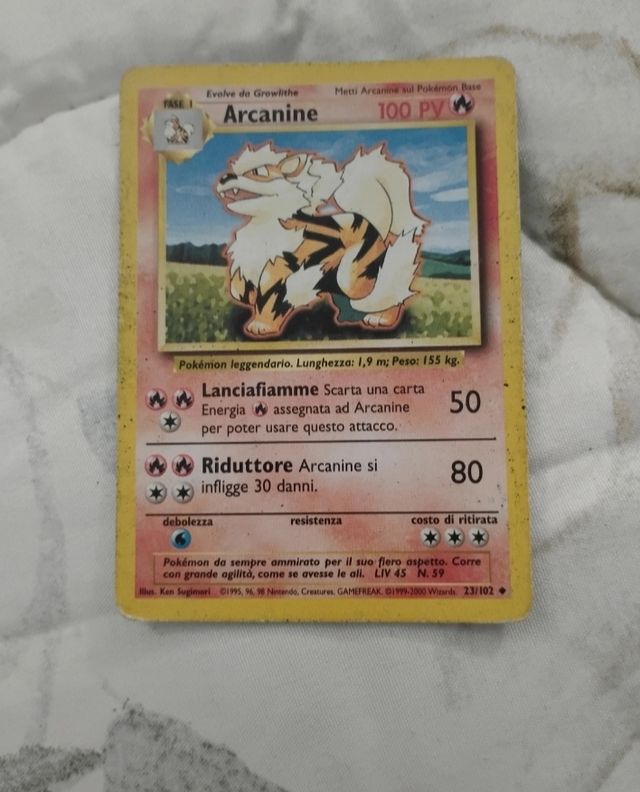 Evolve da Growlithe
Metti Arcanine sul Pokémon Base
FASE 1
Arcanine
100 PV
Pokémon leggendario. Lunghezza: 1,9 m; Peso: 155 kg.
Lanciafiamme Scarta una carta
Energia assegnata ad Arcanine
per poter usare questo attacco.
50
Riduttore Arcanine si
infligge 30 danni.
80
debolezza resistenza costo di ritirata
Pokémon da sempre ammirato per il suo fiero aspetto. Corre
con grande agilità, come se avesse le ali. LIV 45 N. 59
Illus. Ken Sugimori ©1995, 96, 98 Nintendo, Creatures, GAMEFREAK. ©1999-2000 Wizards. 23/102